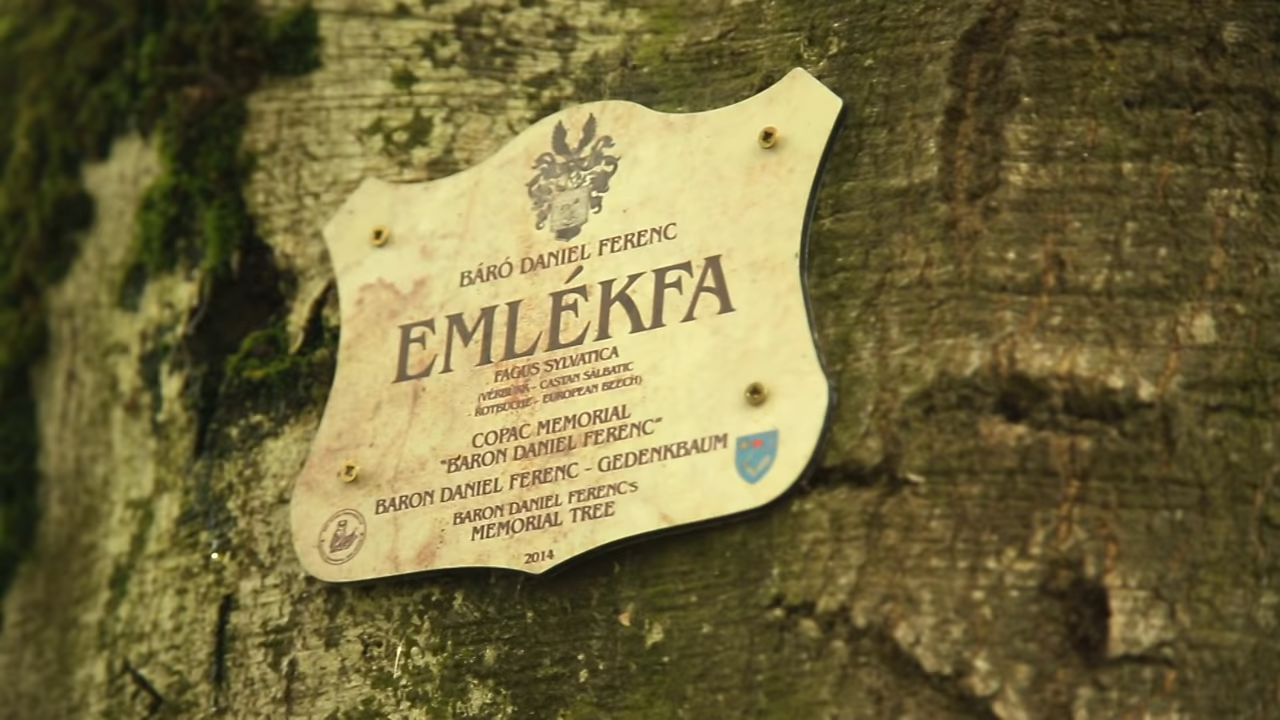 BÁRÓ DANIEL FERENC
EMLÉKFA
FAGUS SYLVATICA
(VÉRBÜKK - CASTAN SĂLBATIC
ROTBUCHE - EUROPEAN BEECH)
COPAC MEMORIAL
"BARON DANIEL FERENC"
BARON DANIEL FERENC - GEDENKBAUM
BARON DANIEL FERENC's
MEMORIAL TREE
2014